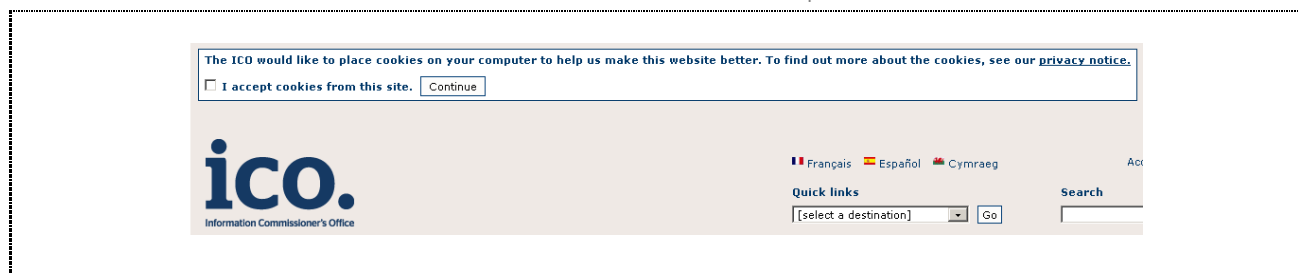 The ICO would like to place cookies on your computer to help us make this website better. To find out more about the cookies, see our privacy notice.
I accept cookies from this site. Continue
ico.
Information Commissioner's Office
Français Español Cymraeg
Quick links Search
[select a destination] Go